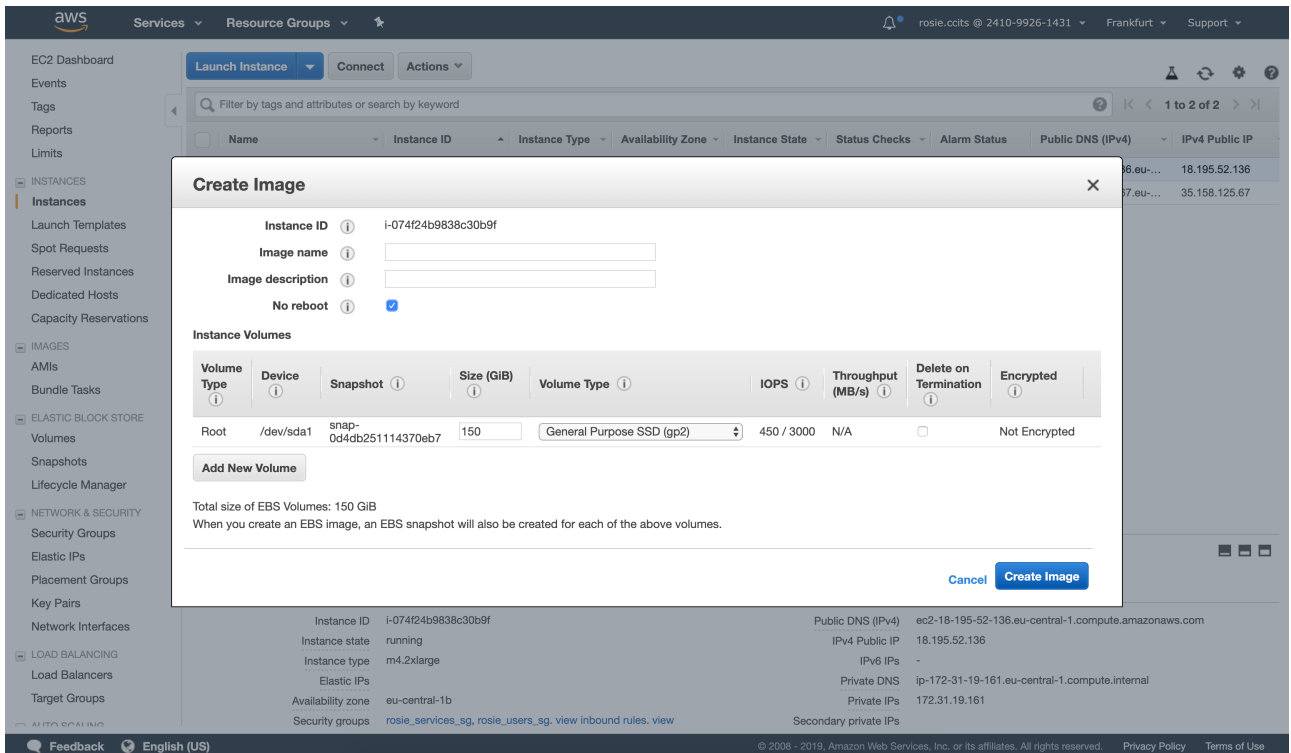 aws Services Resource Groups rosie.ccits @ 2410-9926-1431 Frankfurt Support
EC2 Dashboard
Events
Tags
Reports
Limits
INSTANCES
Instances
Launch Templates
Spot Requests
Reserved Instances
Dedicated Hosts
Capacity Reservations
IMAGES
AMIs
Bundle Tasks
ELASTIC BLOCK STORE
Volumes
Snapshots
Lifecycle Manager
NETWORK & SECURITY
Security Groups
Elastic IPs
Placement Groups
Key Pairs
Network Interfaces
LOAD BALANCING
Load Balancers
Target Groups
AUTO SCALING
Launch Instance Connect Actions
Filter by tags and attributes or search by keyword 1 to 2 of 2
Name Instance ID Instance Type Availability Zone Instance State Status Checks Alarm Status Public DNS (IPv4) IPv4 Public IP
36.eu-... 18.195.52.136
67.eu-... 35.158.125.67
Create Image
Instance ID i-074f24b9838c30b9f
Image name
Image description
No reboot
Instance Volumes
Volume Type Device Snapshot Size (GiB) Volume Type IOPS Throughput (MB/s) Delete on Termination Encrypted
Root /dev/sda1 snap-0d4db251114370eb7 150 General Purpose SSD (gp2) 450 / 3000 N/A Not Encrypted
Add New Volume
Total size of EBS Volumes: 150 GiB
When you create an EBS image, an EBS snapshot will also be created for each of the above volumes.
Cancel Create Image
Instance ID i-074f24b9838c30b9f Public DNS (IPv4) ec2-18-195-52-136.eu-central-1.compute.amazonaws.com
Instance state running IPv4 Public IP 18.195.52.136
Instance type m4.2xlarge IPv6 IPs -
Elastic IPs Private DNS ip-172-31-19-161.eu-central-1.compute.internal
Availability zone eu-central-1b Private IPs 172.31.19.161
Security groups rosie_services_sg, rosie_users_sg. view inbound rules. view Secondary private IPs
Feedback English (US) © 2008 - 2019, Amazon Web Services, Inc. or its affiliates. All rights reserved. Privacy Policy Terms of Use